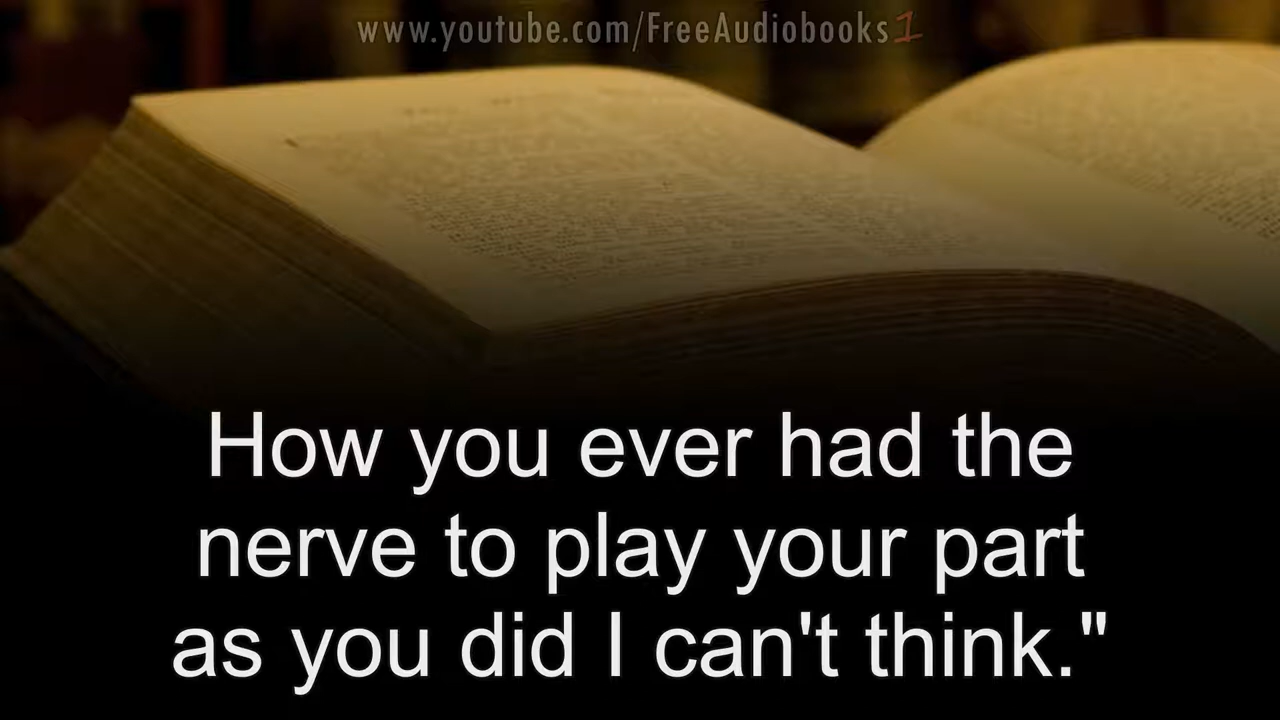 www.youtube.com/FreeAudiobooks1
How you ever had the
nerve to play your part
as you did I can't think."